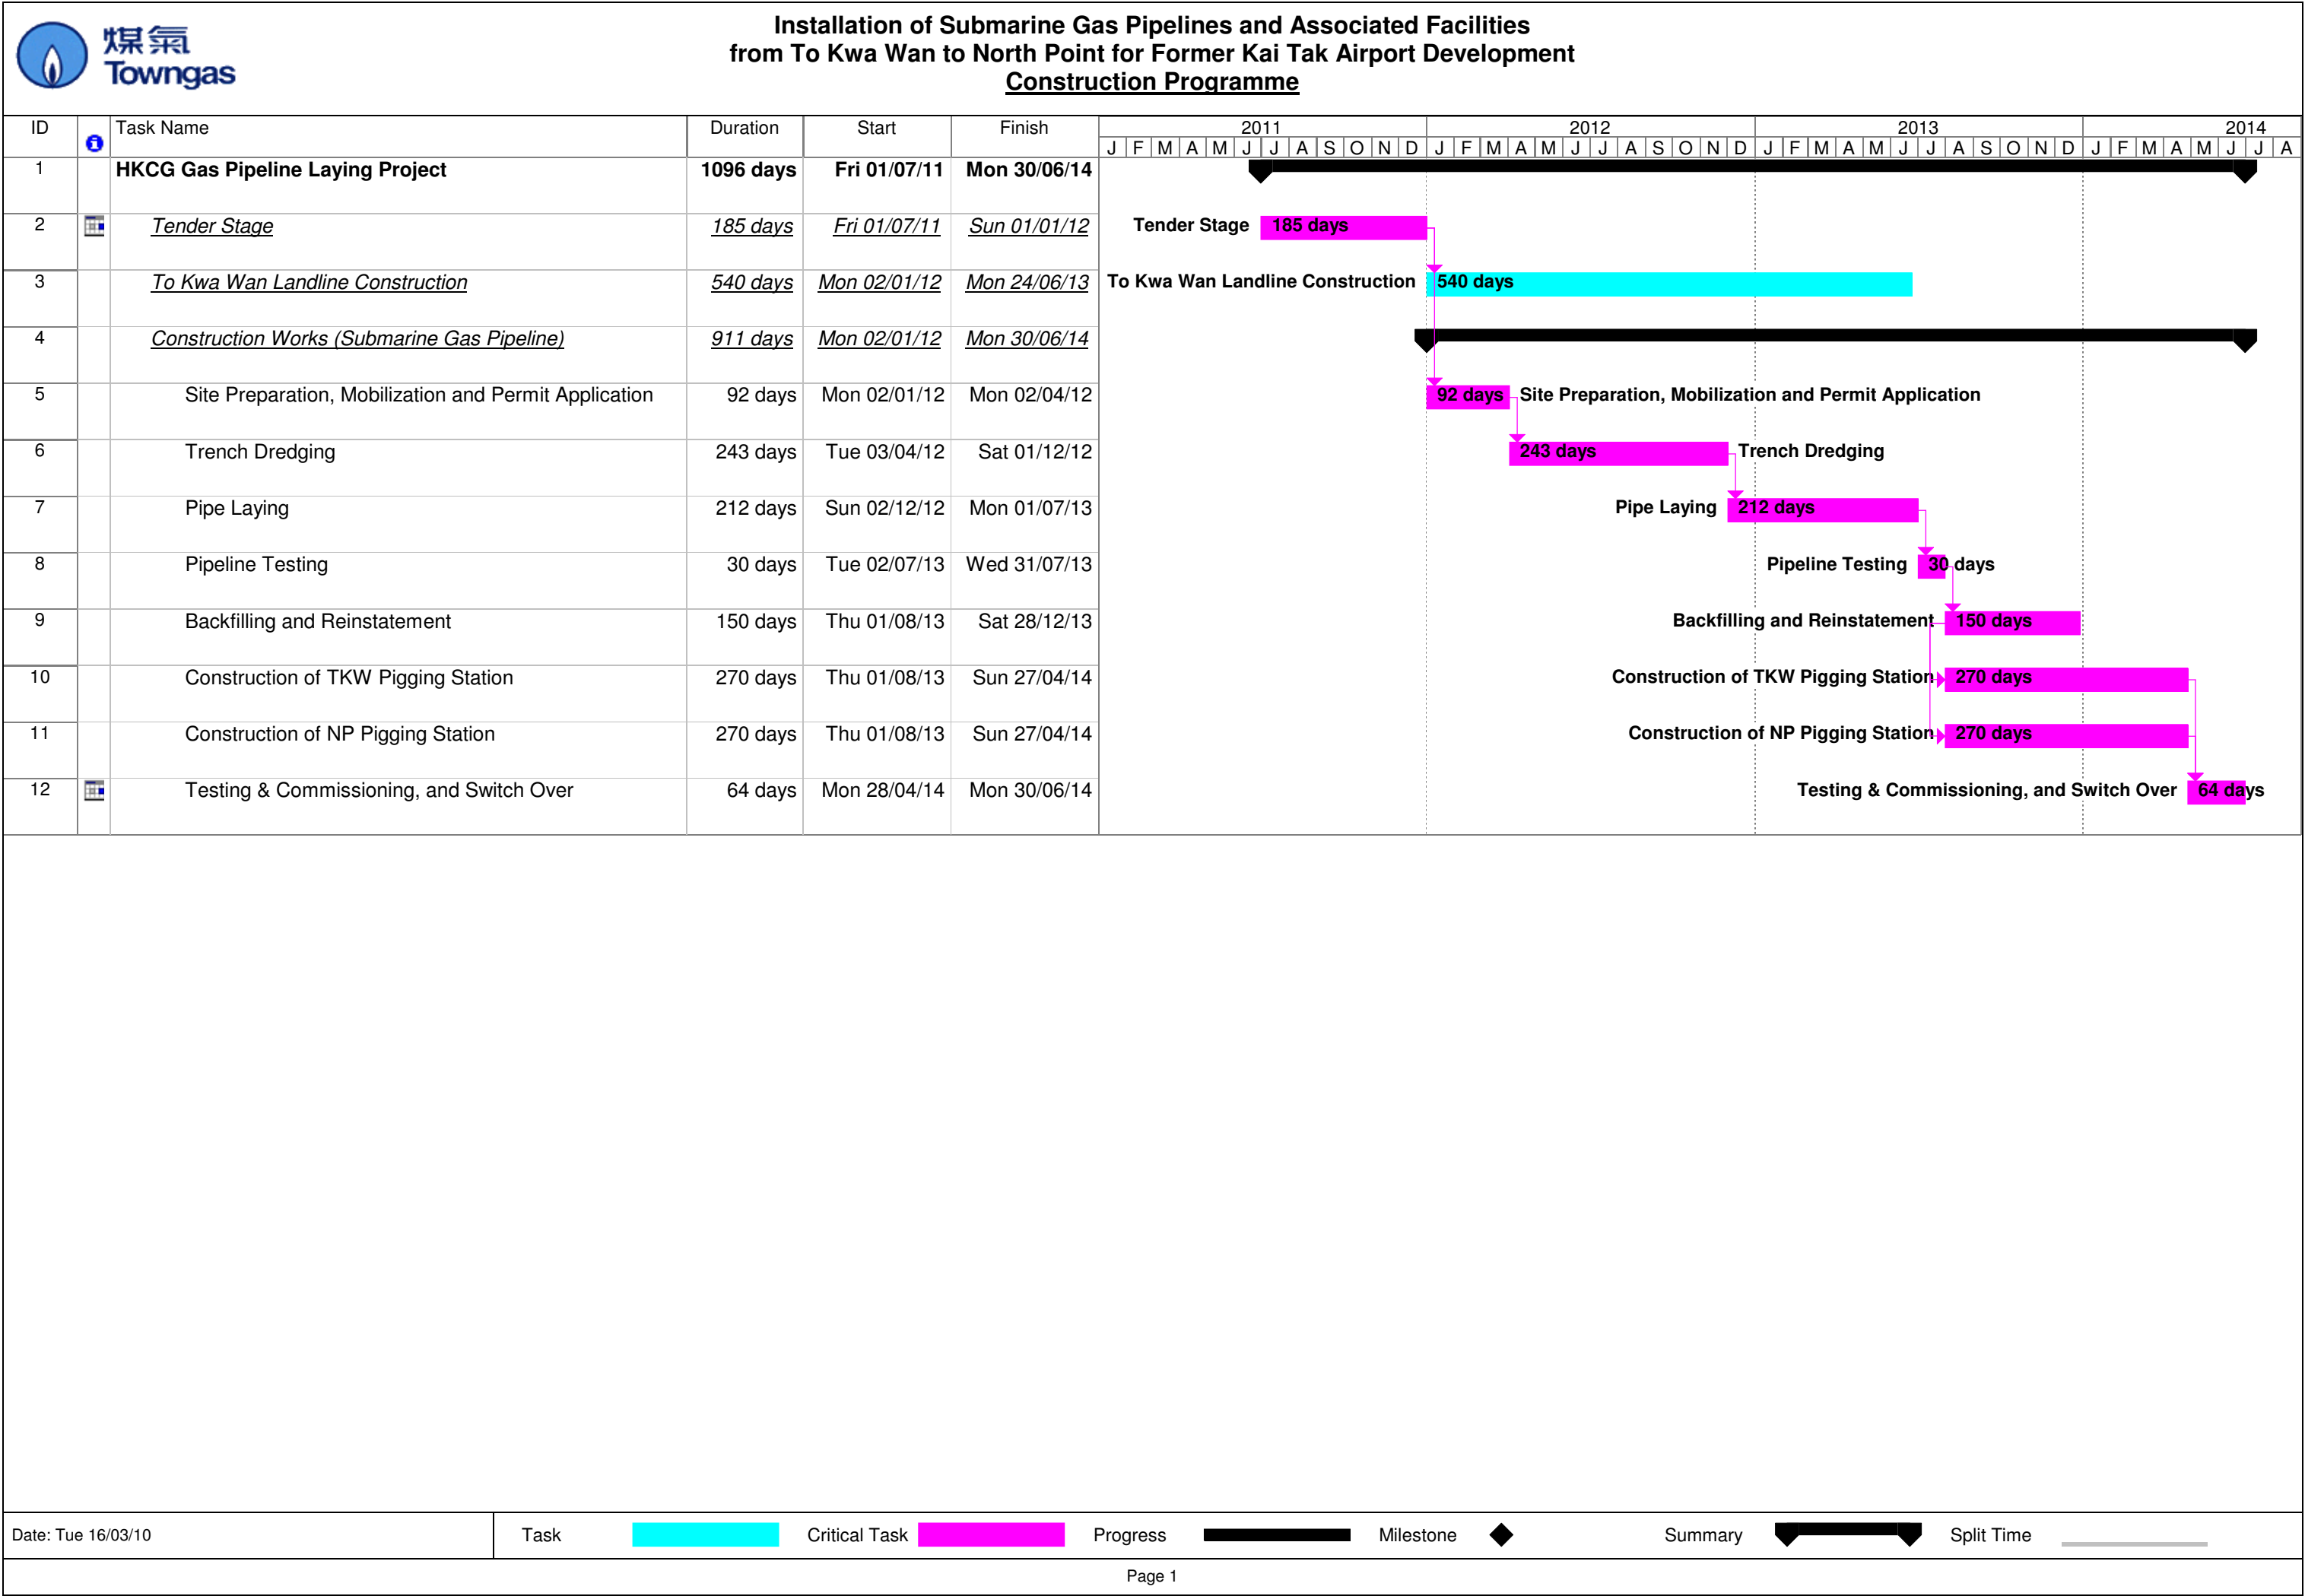 煤氣
Towngas
Installation of Submarine Gas Pipelines and Associated Facilities
from To Kwa Wan to North Point for Former Kai Tak Airport Development
Construction Programme
ID Task Name Duration Start Finish 2011 2012 2013 2014
J F M A M J J A S O N D J F M A M J J A S O N D J F M A M J J A S O N D J F M A M J J A
1 HKCG Gas Pipeline Laying Project 1096 days Fri 01/07/11 Mon 30/06/14
2 Tender Stage 185 days Fri 01/07/11 Sun 01/01/12 Tender Stage 185 days
3 To Kwa Wan Landline Construction 540 days Mon 02/01/12 Mon 24/06/13 To Kwa Wan Landline Construction 540 days
4 Construction Works (Submarine Gas Pipeline) 911 days Mon 02/01/12 Mon 30/06/14
5 Site Preparation, Mobilization and Permit Application 92 days Mon 02/01/12 Mon 02/04/12 92 days Site Preparation, Mobilization and Permit Application
6 Trench Dredging 243 days Tue 03/04/12 Sat 01/12/12 243 days Trench Dredging
7 Pipe Laying 212 days Sun 02/12/12 Mon 01/07/13 Pipe Laying 212 days
8 Pipeline Testing 30 days Tue 02/07/13 Wed 31/07/13 Pipeline Testing 30 days
9 Backfilling and Reinstatement 150 days Thu 01/08/13 Sat 28/12/13 Backfilling and Reinstatement 150 days
10 Construction of TKW Pigging Station 270 days Thu 01/08/13 Sun 27/04/14 Construction of TKW Pigging Station 270 days
11 Construction of NP Pigging Station 270 days Thu 01/08/13 Sun 27/04/14 Construction of NP Pigging Station 270 days
12 Testing & Commissioning, and Switch Over 64 days Mon 28/04/14 Mon 30/06/14 Testing & Commissioning, and Switch Over 64 days
Date: Tue 16/03/10 Task Critical Task Progress Milestone Summary Split Time
Page 1